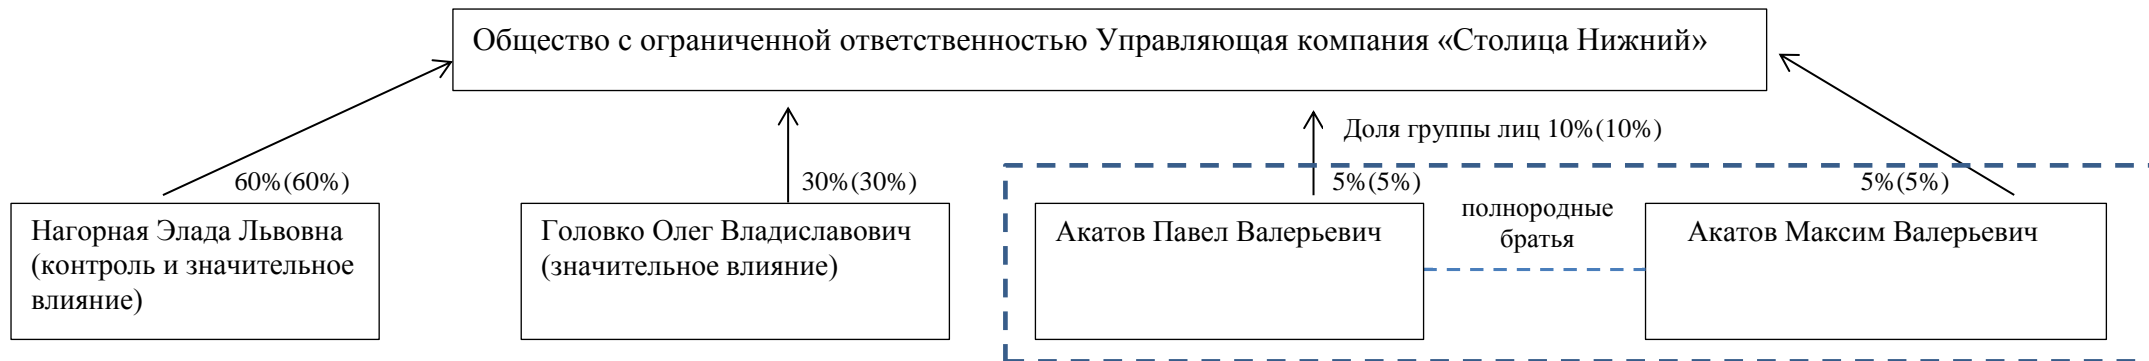 Общество с ограниченной ответственностью Управляющая компания «Столица Нижний»
Доля группы лиц 10%(10%)
60%(60%)
30%(30%)
5%(5%)
5%(5%)
Нагорная Элада Львовна
(контроль и значительное
влияние)
Головко Олег Владиславович
(значительное влияние)
Акатов Павел Валерьевич
полнородные
братья
Акатов Максим Валерьевич